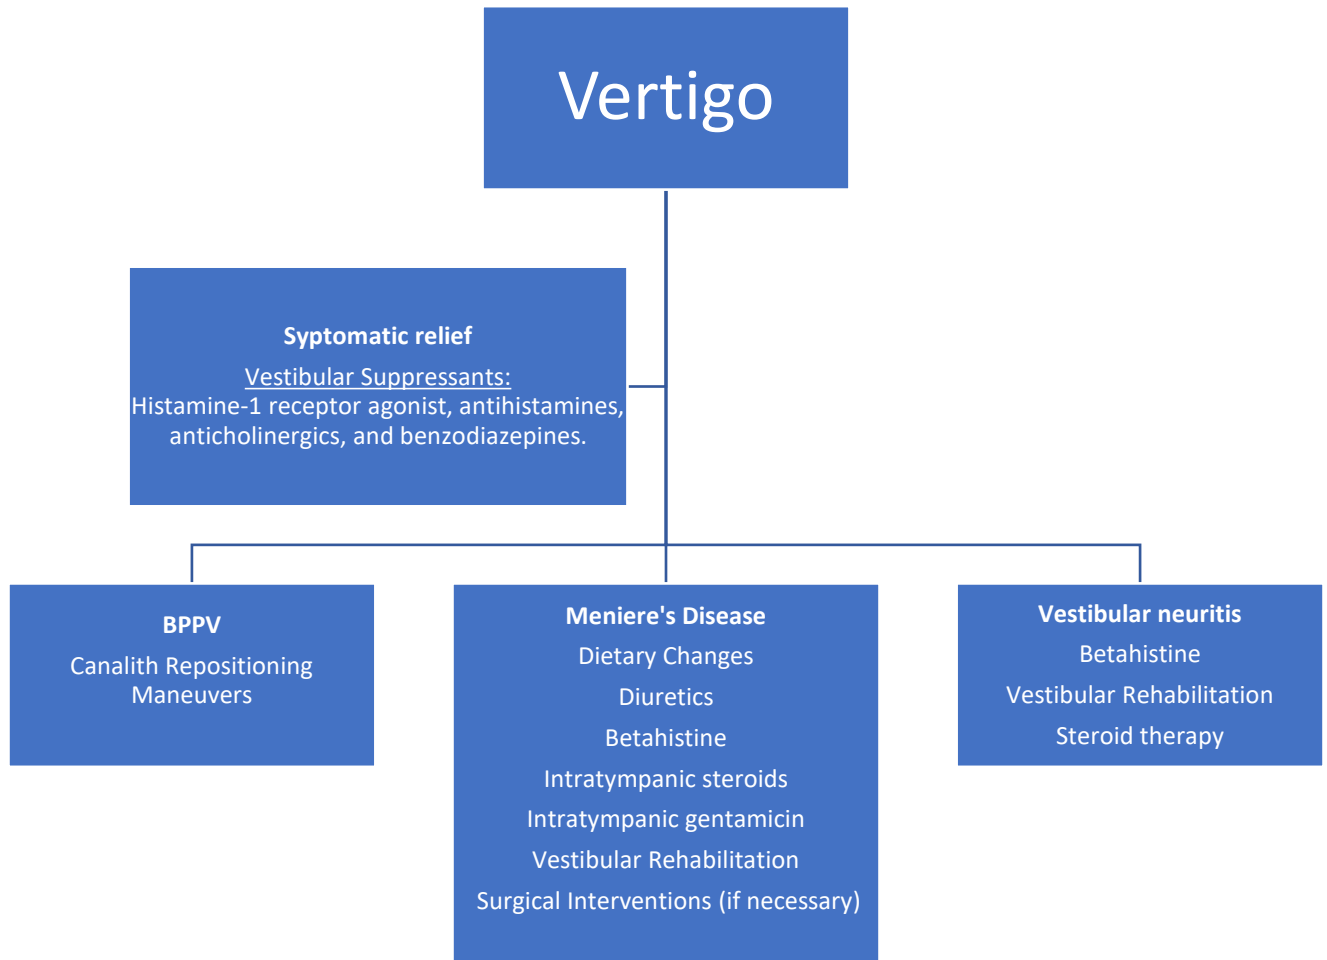 Vertigo
Syptomatic relief
Vestibular Suppressants:
Histamine-1 receptor agonist, antihistamines,
anticholinergics, and benzodiazepines.
BPPV
Canalith Repositioning
Maneuvers
Meniere's Disease
Dietary Changes
Diuretics
Betahistine
Intratympanic steroids
Intratympanic gentamicin
Vestibular Rehabilitation
Surgical Interventions (if necessary)
Vestibular neuritis
Betahistine
Vestibular Rehabilitation
Steroid therapy